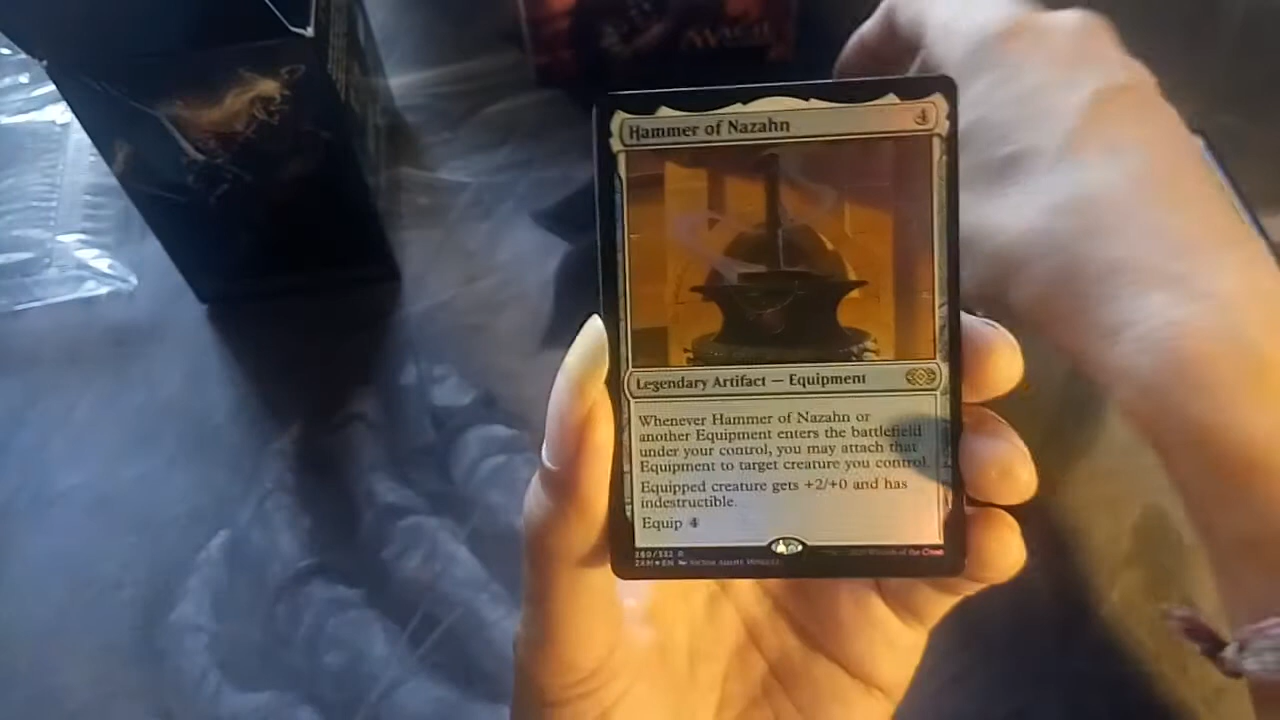 Hammer of Nazahn 4
Legendary Artifact — Equipment
Whenever Hammer of Nazahn or
another Equipment enters the battlefield
under your control, you may attach that
Equipment to target creature you control.
Equipped creature gets +2/+0 and has
indestructible.
Equip 4